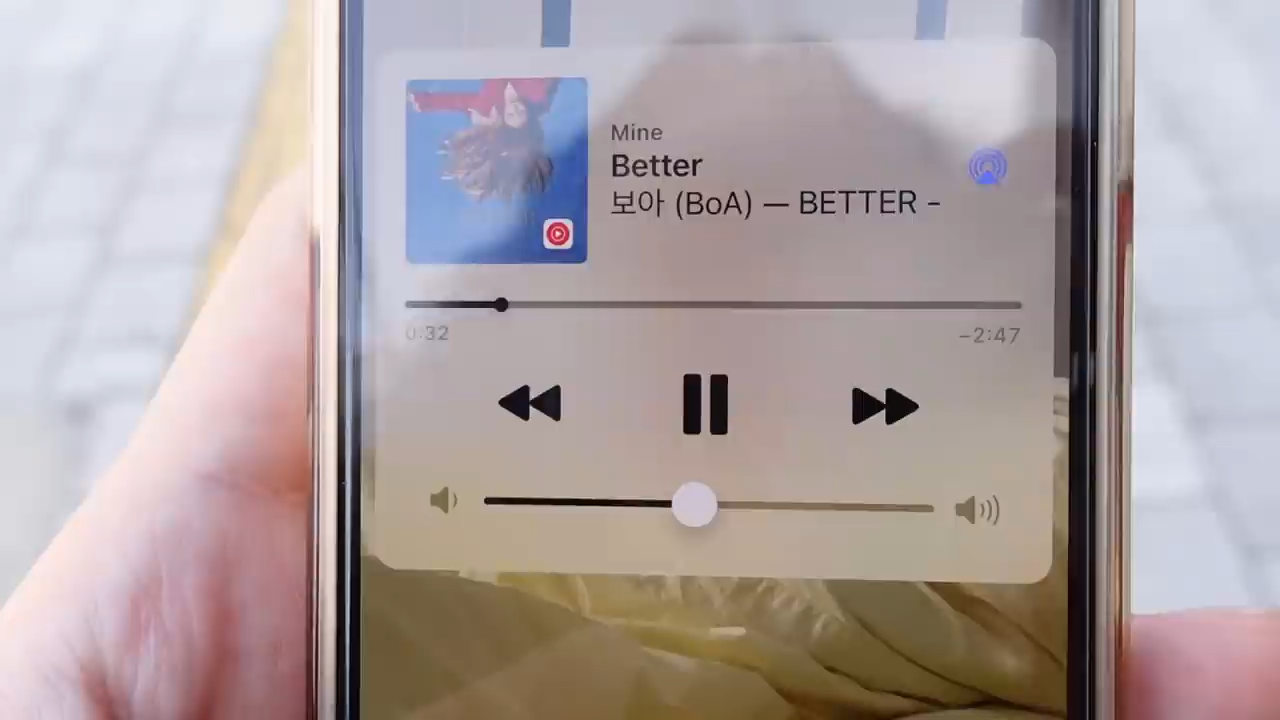 Mine
Better
보아 (BoA) — BETTER -
0:32
-2:47